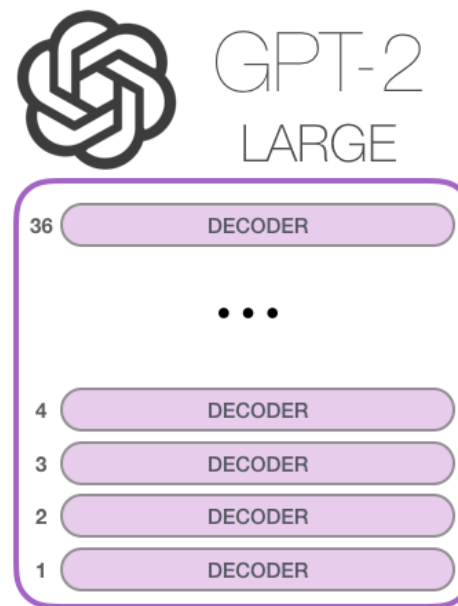 GPT-2
LARGE
36 DECODER
• • •
4 DECODER
3 DECODER
2 DECODER
1 DECODER